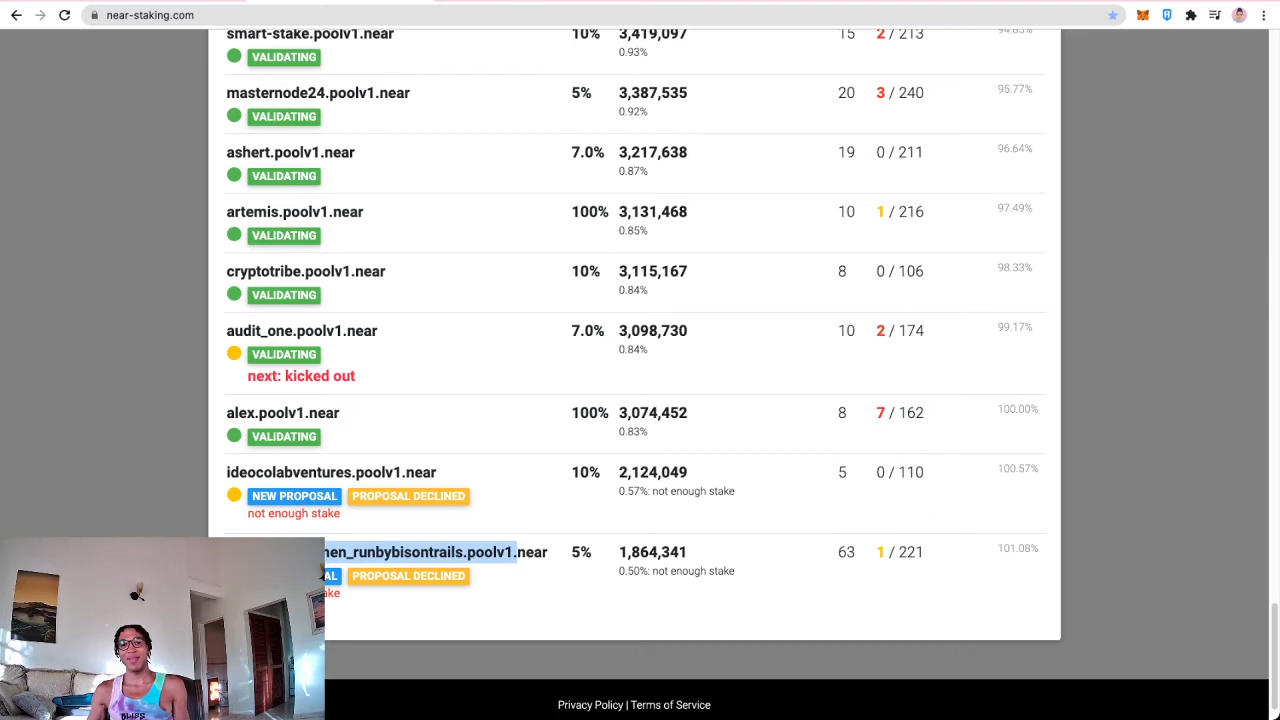 near-staking.com
smart-stake.poolv1.near 10% 3,419,097 15 2 / 213 94.85%
VALIDATING 0.93%
masternode24.poolv1.near 5% 3,387,535 20 3 / 240 95.77%
VALIDATING 0.92%
ashert.poolv1.near 7.0% 3,217,638 19 0 / 211 96.64%
VALIDATING 0.87%
artemis.poolv1.near 100% 3,131,468 10 1 / 216 97.49%
VALIDATING 0.85%
cryptotribe.poolv1.near 10% 3,115,167 8 0 / 106 98.33%
VALIDATING 0.84%
audit_one.poolv1.near 7.0% 3,098,730 10 2 / 174 99.17%
VALIDATING 0.84%
next: kicked out
alex.poolv1.near 100% 3,074,452 8 7 / 162 100.00%
VALIDATING 0.83%
ideocolabventures.poolv1.near 10% 2,124,049 5 0 / 110 100.57%
NEW PROPOSAL PROPOSAL DECLINED 0.57%: not enough stake
not enough stake
hen_runbybisontrails.poolv1.near 5% 1,864,341 63 1 / 221 101.08%
AL PROPOSAL DECLINED 0.50%: not enough stake
ake
BLISS
Privacy Policy | Terms of Service